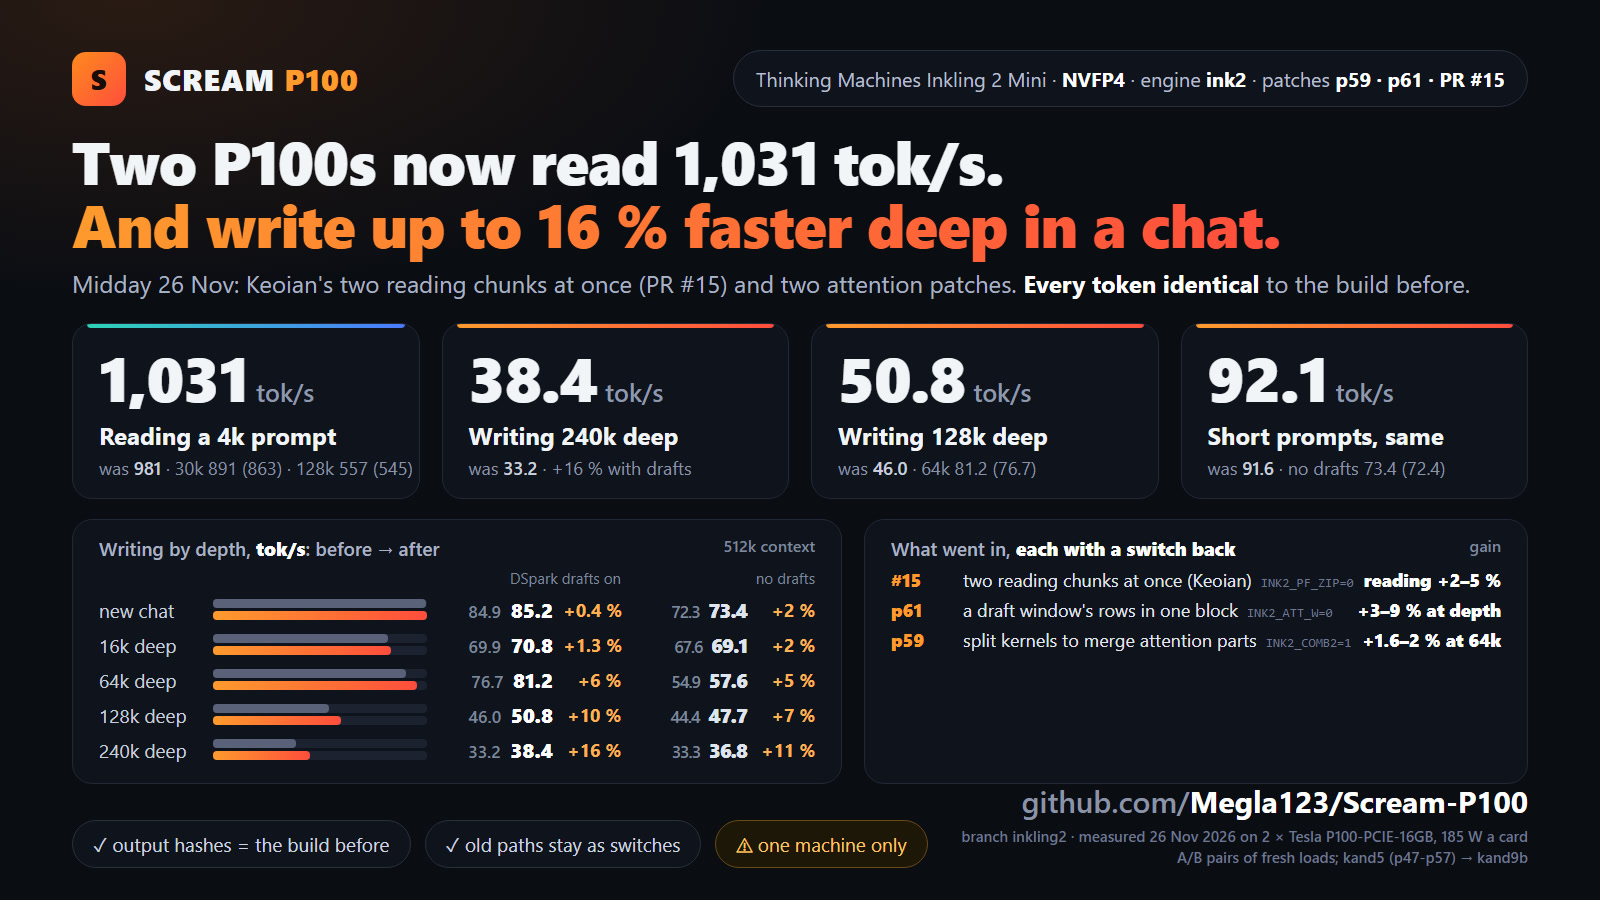 S SCREAM P100
Thinking Machines Inkling 2 Mini · NVFP4 · engine ink2 · patches p59 · p61 · PR #15
Two P100s now read 1,031 tok/s.
And write up to 16 % faster deep in a chat.
Midday 26 Nov: Keoian's two reading chunks at once (PR #15) and two attention patches. Every token identical to the build before.
1,031 tok/s
Reading a 4k prompt
was 981 · 30k 891 (863) · 128k 557 (545)
38.4 tok/s
Writing 240k deep
was 33.2 · +16 % with drafts
50.8 tok/s
Writing 128k deep
was 46.0 · 64k 81.2 (76.7)
92.1 tok/s
Short prompts, same
was 91.6 · no drafts 73.4 (72.4)
Writing by depth, tok/s: before → after 512k context
DSpark drafts on no drafts
new chat 84.9 85.2 +0.4 % 72.3 73.4 +2 %
16k deep 69.9 70.8 +1.3 % 67.6 69.1 +2 %
64k deep 76.7 81.2 +6 % 54.9 57.6 +5 %
128k deep 46.0 50.8 +10 % 44.4 47.7 +7 %
240k deep 33.2 38.4 +16 % 33.3 36.8 +11 %
What went in, each with a switch back gain
#15 two reading chunks at once (Keoian) INK2_PF_ZIP=0 reading +2–5 %
p61 a draft window's rows in one block INK2_ATT_W=0 +3–9 % at depth
p59 split kernels to merge attention parts INK2_COMB2=1 +1.6–2 % at 64k
✓ output hashes = the build before
✓ old paths stay as switches
⚠ one machine only
github.com/Megla123/Scream-P100
branch inkling2 · measured 26 Nov 2026 on 2 × Tesla P100-PCIE-16GB, 185 W a card
A/B pairs of fresh loads; kand5 (p47-p57) → kand9b